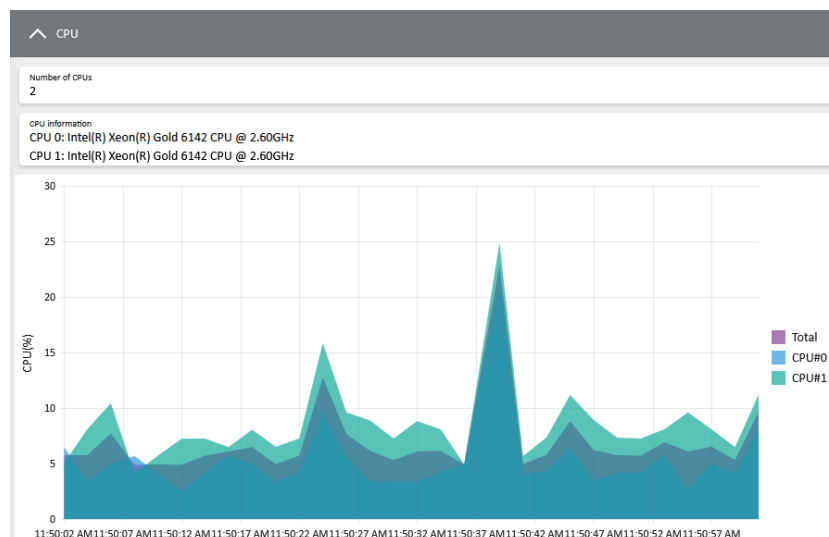 CPU
Number of CPUs
2
CPU information
CPU 0: Intel(R) Xeon(R) Gold 6142 CPU @ 2.60GHz
CPU 1: Intel(R) Xeon(R) Gold 6142 CPU @ 2.60GHz
30
25
20
15
10
5
0
CPU(%)
Total
CPU#0
CPU#1
11:50:02 AM11:50:07 AM11:50:12 AM11:50:17 AM11:50:22 AM11:50:27 AM11:50:32 AM11:50:37 AM11:50:42 AM11:50:47 AM11:50:52 AM11:50:57 AM